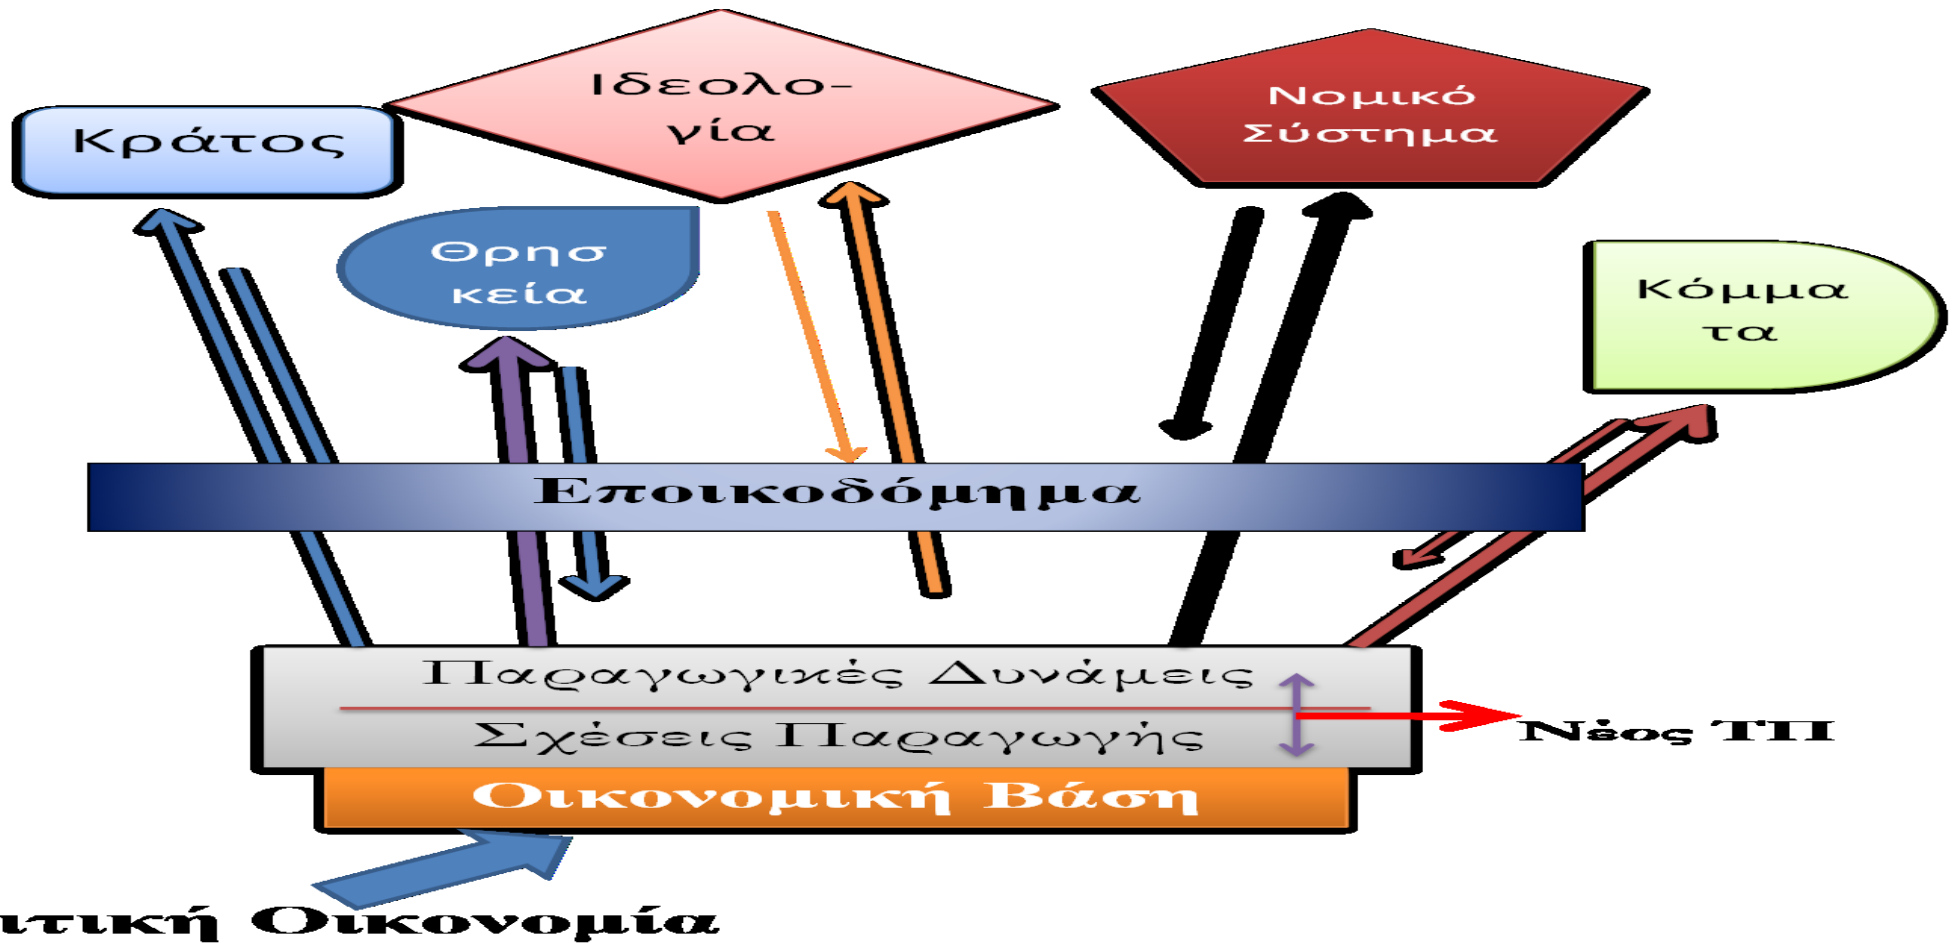 Ιδεολο-
γία
Νομικό
Σύστημα
Κράτος
Θρησ
κεία
Κόμμα
τα
Εποικοδόμημα
Παραγωγικές Δυνάμεις
Σχέσεις Παραγωγής
Νέος ΤΠ
Οικονομική Βάση
Οικονομία